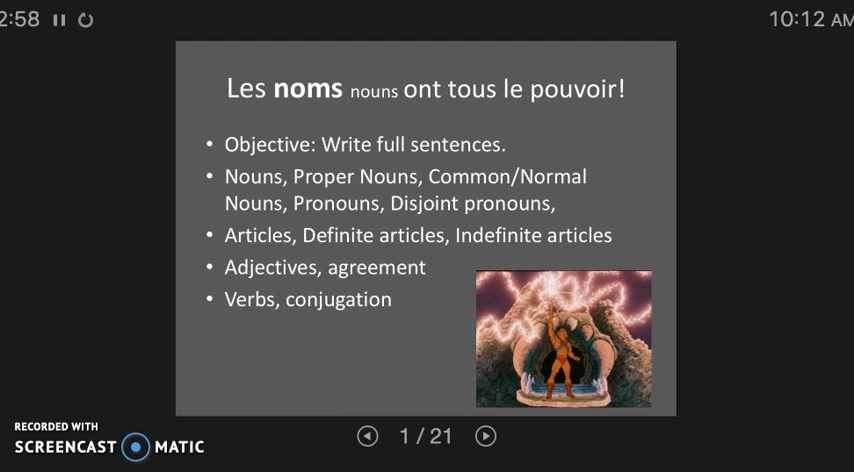 2:58
10:12 AM
Les noms nouns ont tous le pouvoir!
• Objective: Write full sentences.
• Nouns, Proper Nouns, Common/Normal
Nouns, Pronouns, Disjoint pronouns,
• Articles, Definite articles, Indefinite articles
• Adjectives, agreement
• Verbs, conjugation
1 / 21
RECORDED WITH
SCREENCAST MATIC